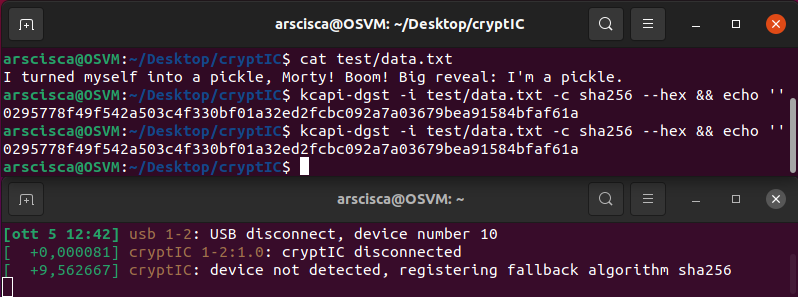 arscisca@OSVM: ~/Desktop/cryptIC
arscisca@OSVM:~/Desktop/cryptIC$ cat test/data.txt
I turned myself into a pickle, Morty! Boom! Big reveal: I'm a pickle.
arscisca@OSVM:~/Desktop/cryptIC$ kcapi-dgst -i test/data.txt -c sha256 --hex && echo ''
0295778f49f542a503c4f330bf01a32ed2fcbc092a7a03679bea91584bfaf61a
arscisca@OSVM:~/Desktop/cryptIC$ kcapi-dgst -i test/data.txt -c sha256 --hex && echo ''
0295778f49f542a503c4f330bf01a32ed2fcbc092a7a03679bea91584bfaf61a
arscisca@OSVM:~/Desktop/cryptIC$
arscisca@OSVM: ~
[ott 5 12:42] usb 1-2: USB disconnect, device number 10
[  +0,000081] cryptIC 1-2:1.0: cryptIC disconnected
[  +9,562667] cryptIC: device not detected, registering fallback algorithm sha256